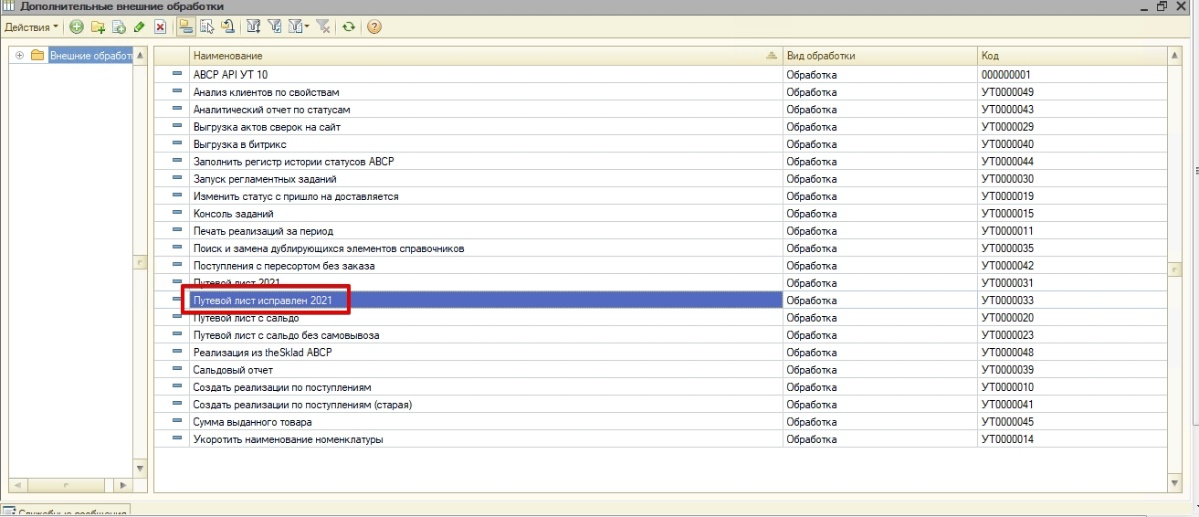 Дополнительные внешние обработки
Действия
Внешние обработ
Наименование Вид обработки Код
ABCP API УТ 10 Обработка 000000001
Анализ клиентов по свойствам Обработка УТ0000049
Аналитический отчет по статусам Обработка УТ0000043
Выгрузка актов сверок на сайт Обработка УТ0000029
Выгрузка в битрикс Обработка УТ0000040
Заполнить регистр истории статусов ABCP Обработка УТ0000044
Запуск регламентных заданий Обработка УТ0000030
Изменить статус с пришло на доставляется Обработка УТ0000019
Консоль заданий Обработка УТ0000015
Печать реализаций за период Обработка УТ0000011
Поиск и замена дублирующихся элементов справочников Обработка УТ0000035
Поступления с пересортом без заказа Обработка УТ0000042
Путевой лист 2021 Обработка УТ0000031
Путевой лист исправлен 2021 Обработка УТ0000033
Путевой лист с сальдо Обработка УТ0000020
Путевой лист с сальдо без самовывоза Обработка УТ0000023
Реализация из theSklad ABCP Обработка УТ0000048
Сальдовый отчет Обработка УТ0000039
Создать реализации по поступлениям Обработка УТ0000010
Создать реализации по поступлениям (старая) Обработка УТ0000041
Сумма выданного товара Обработка УТ0000045
Укоротить наименование номенклатуры Обработка УТ0000014
Служебные сообщения